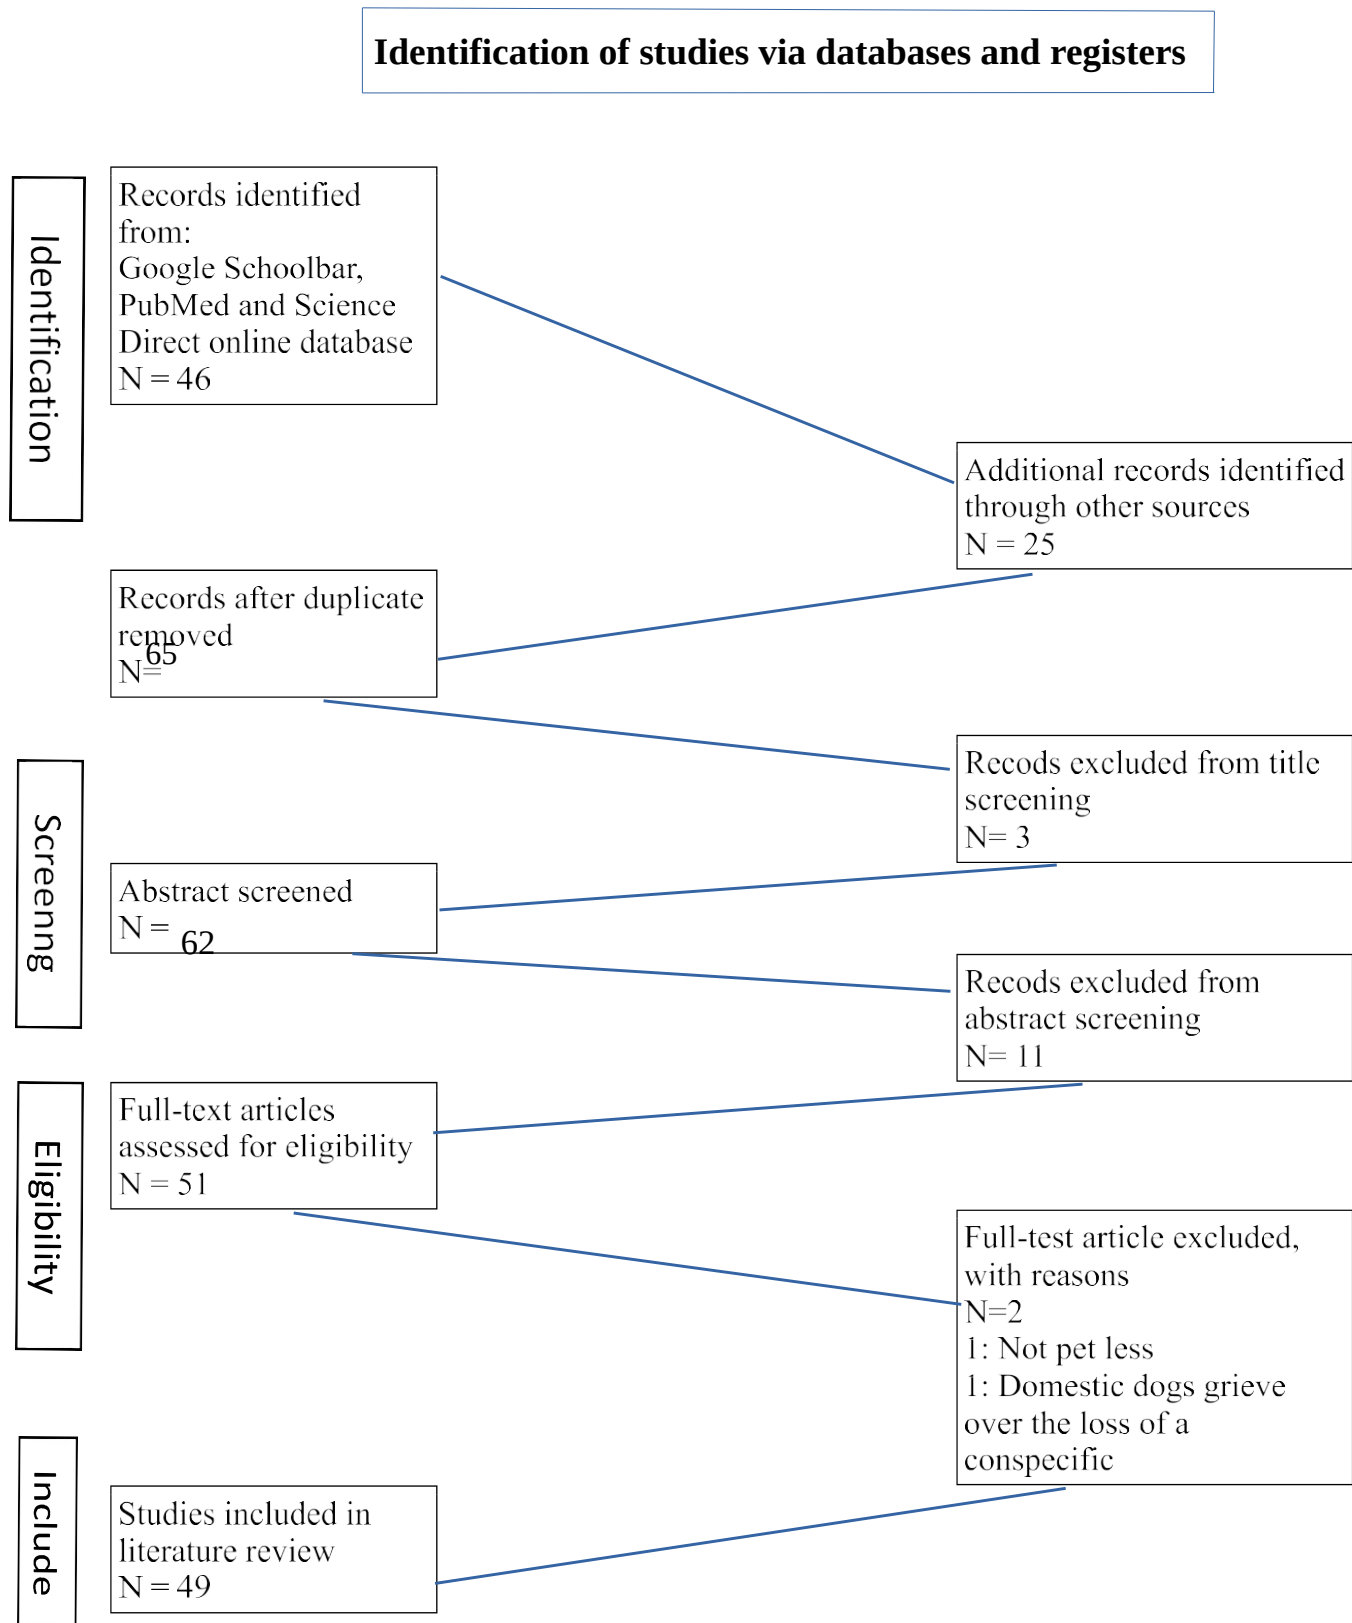 Identification of studies via databases and registers
Identification
Records identified
from:
Google Schoolbar,
PubMed and Science
Direct online database
N = 46
Additional records identified
through other sources
N = 25
Records after duplicate
removed
N= 65
Screenng
Recods excluded from title
screening
N= 3
Abstract screened
N = 62
Recods excluded from
abstract screening
N= 11
Eligibility
Full-text articles
assessed for eligibility
N = 51
Full-test article excluded,
with reasons
N=2
1: Not pet less
1: Domestic dogs grieve
over the loss of a
conspecific
Include
Studies included in
literature review
N = 49